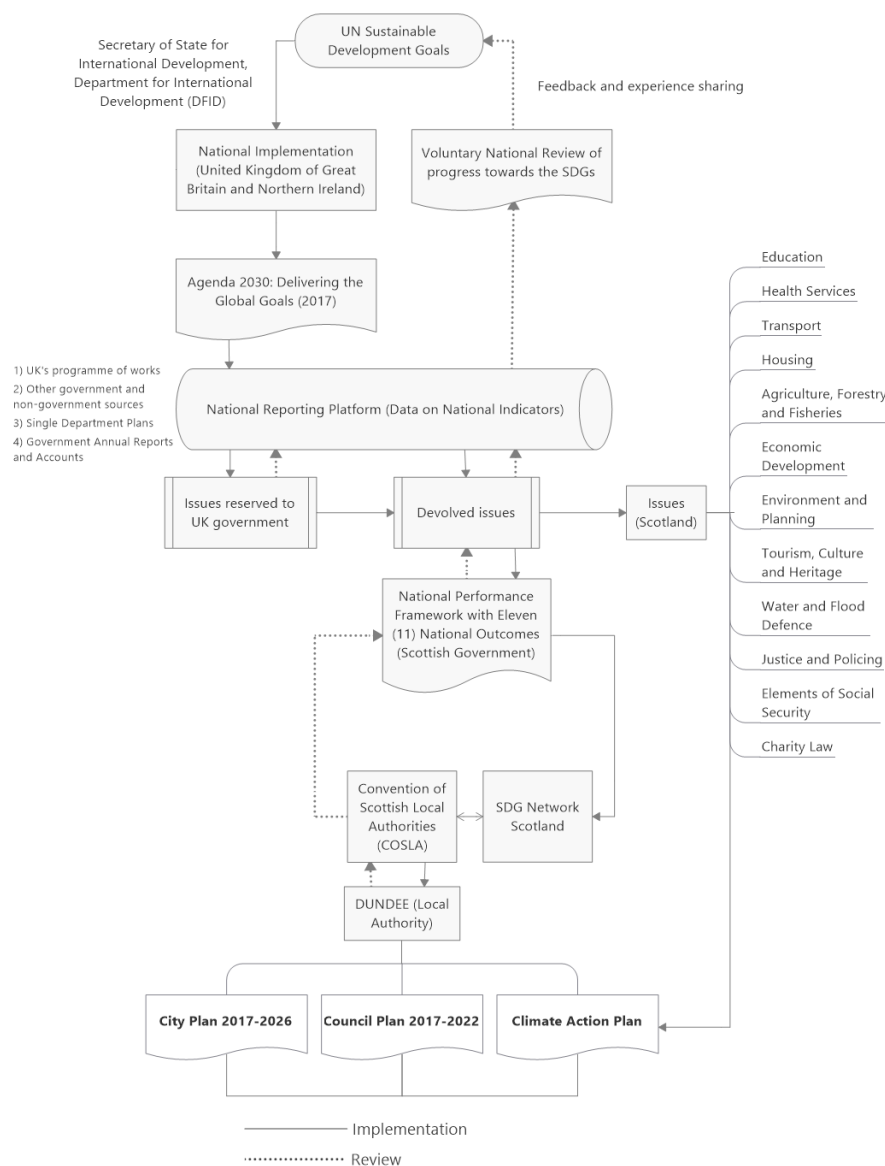 UN Sustainable
Development Goals
Secretary of State for
International Development,
Department for International
Development (DFID)
Feedback and experience sharing
National Implementation
(United Kingdom of Great
Britain and Northern Ireland)
Voluntary National Review of
progress towards the SDGs
Agenda 2030: Delivering the
Global Goals (2017)
1) UK's programme of works
2) Other government and
non-government sources
3) Single Department Plans
4) Government Annual Reports
and Accounts
National Reporting Platform (Data on National Indicators)
Issues reserved to
UK government
Devolved issues
Issues
(Scotland)
Education
Health Services
Transport
Housing
Agriculture, Forestry
and Fisheries
Economic
Development
Environment and
Planning
Tourism, Culture
and Heritage
Water and Flood
Defence
Justice and Policing
Elements of Social
Security
Charity Law
National Performance
Framework with Eleven
(11) National Outcomes
(Scottish Government)
Convention of
Scottish Local
Authorities
(COSLA)
SDG Network
Scotland
DUNDEE (Local
Authority)
City Plan 2017-2026
Council Plan 2017-2022
Climate Action Plan
Implementation
Review